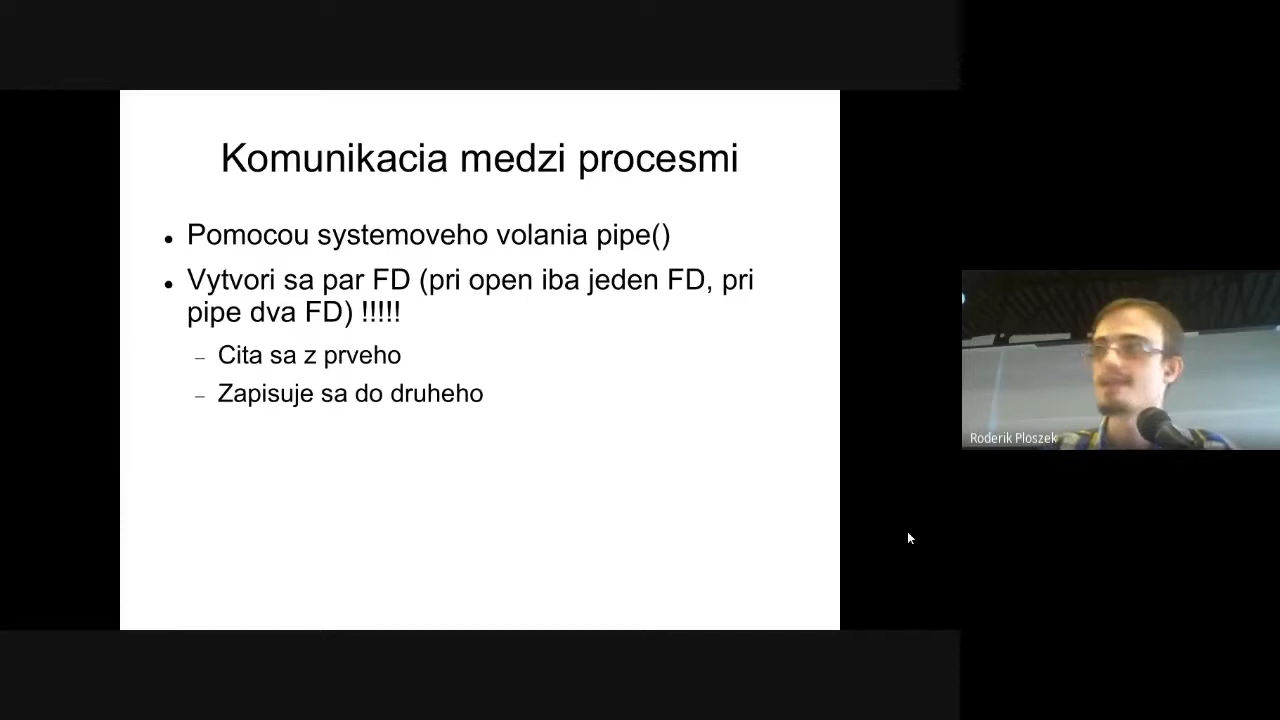 Komunikacia medzi procesmi
● Pomocou systemoveho volania pipe()
● Vytvori sa par FD (pri open iba jeden FD, pri
pipe dva FD) !!!!!
– Cita sa z prveho
– Zapisuje sa do druheho
Roderik Ploszek